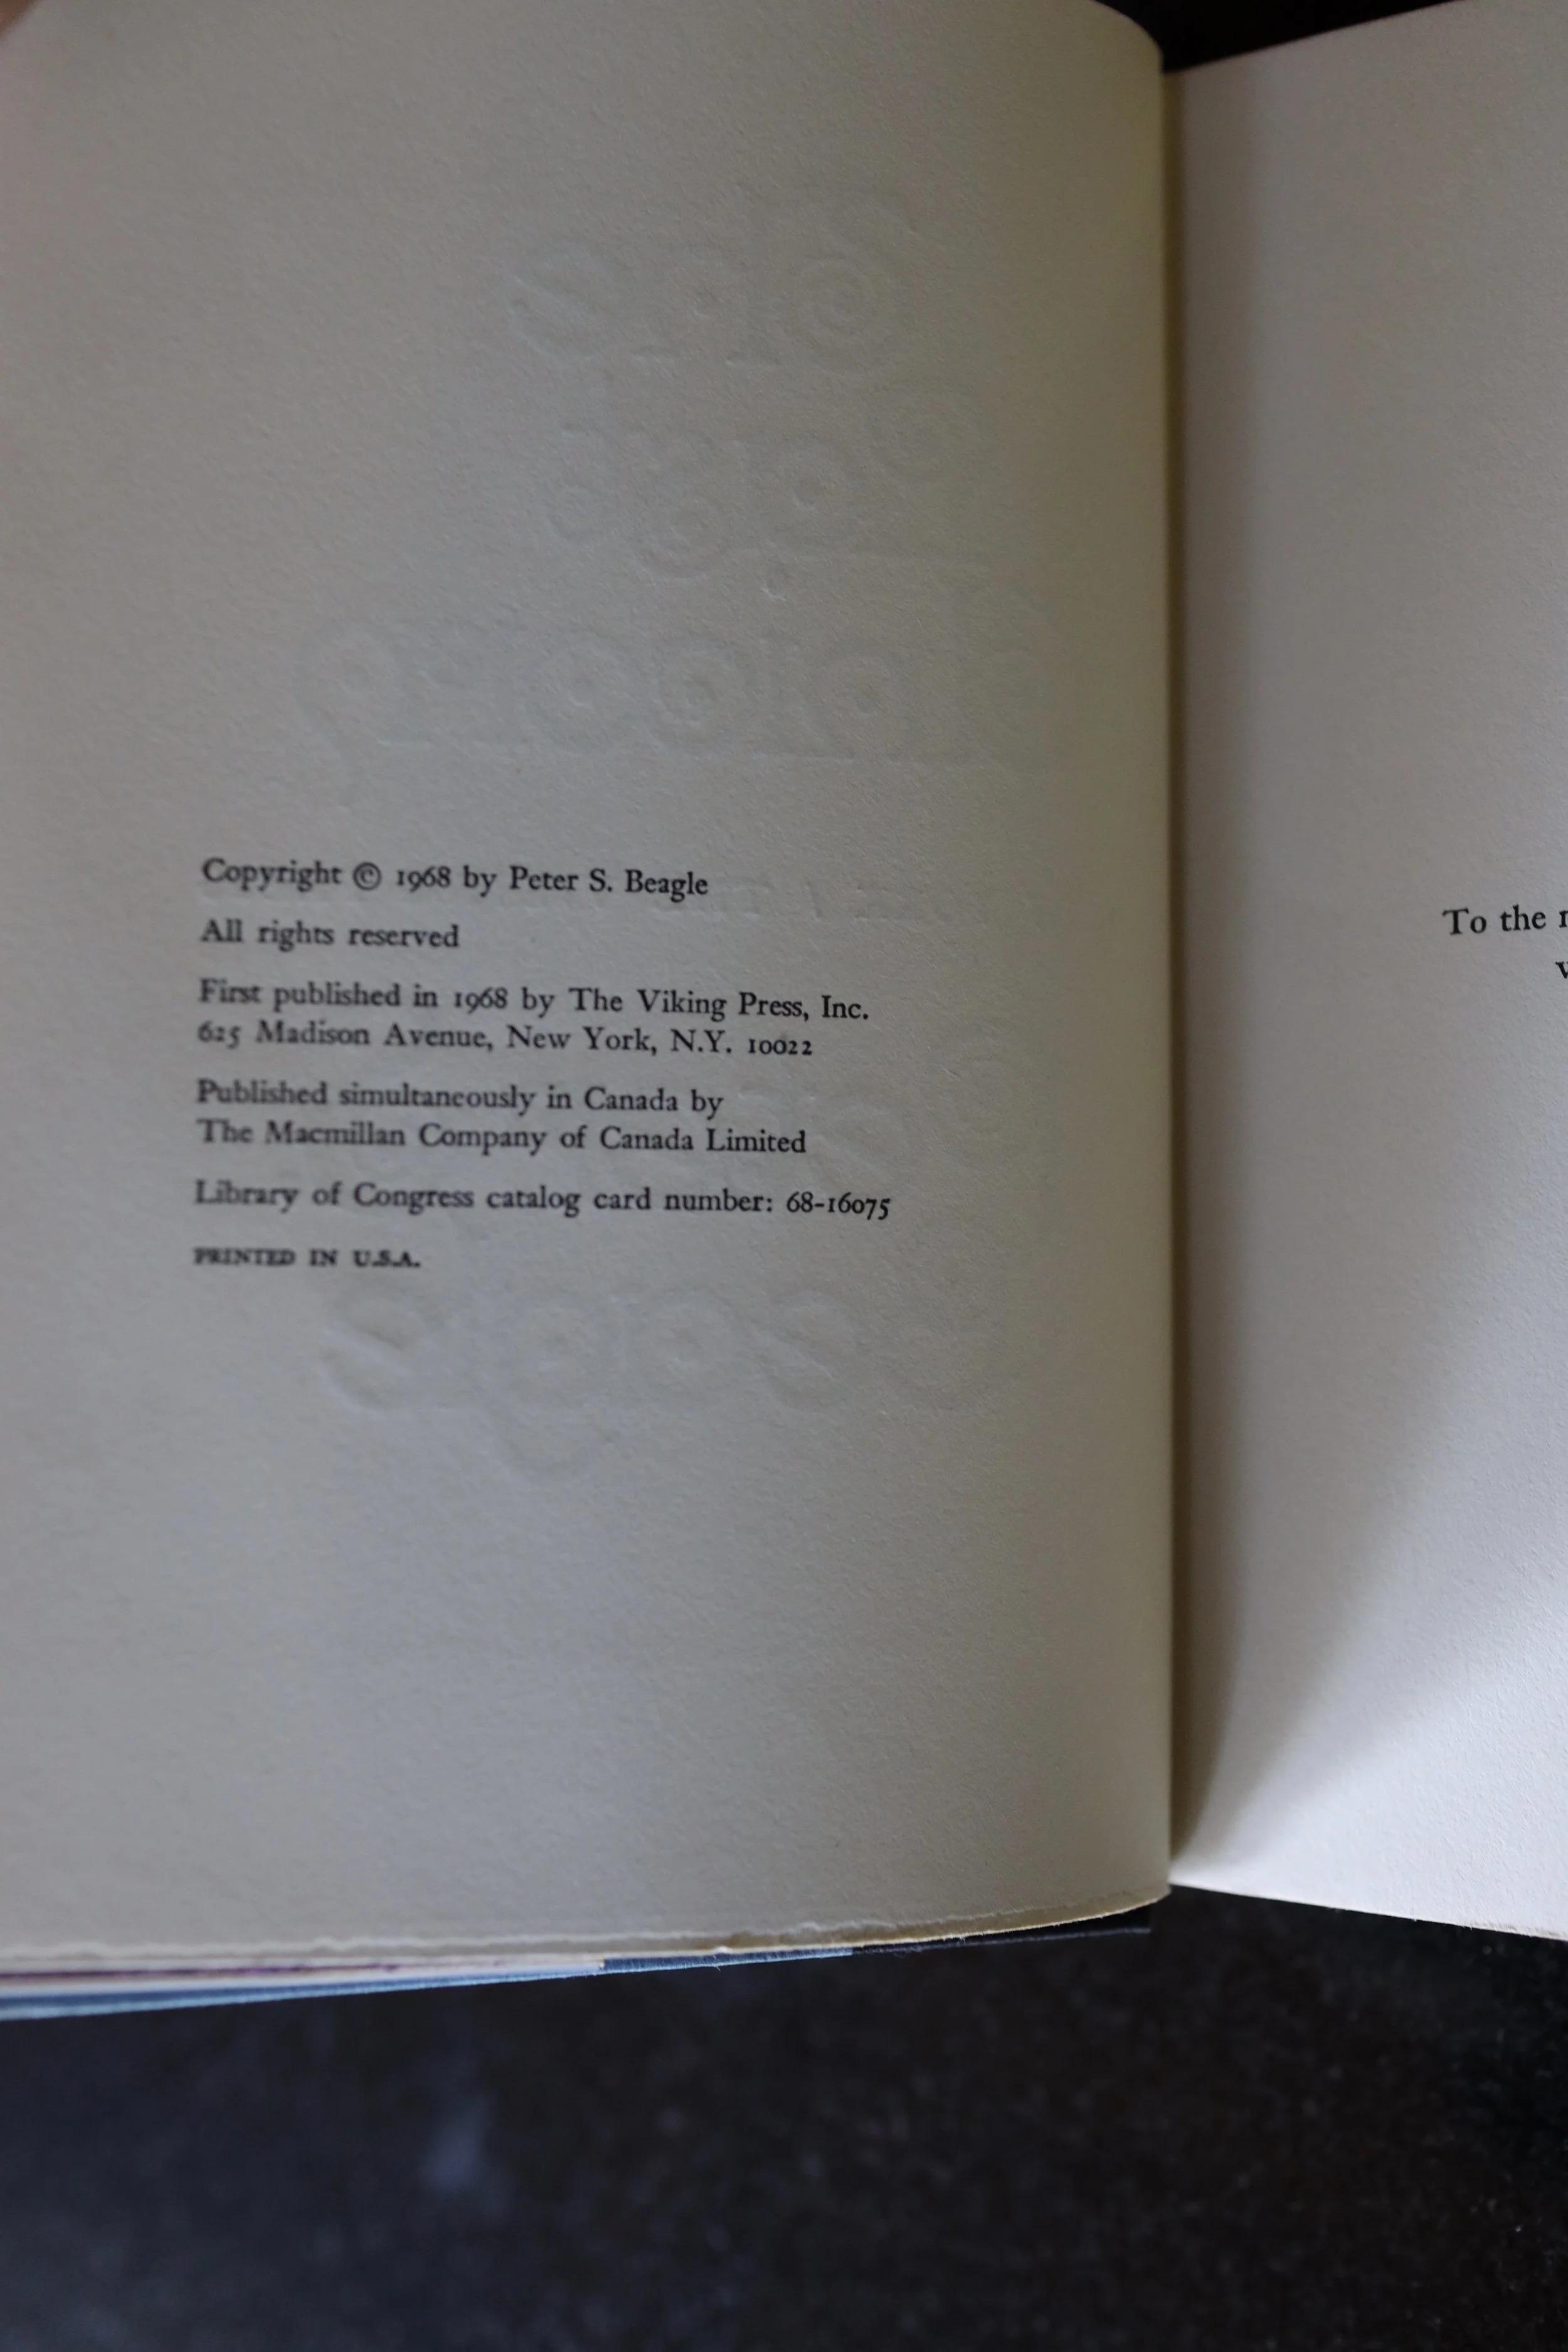 Copyright © 1968 by Peter S. Beagle
All rights reserved
First published in 1968 by The Viking Press, Inc.
625 Madison Avenue, New York, N.Y. 10022
Published simultaneously in Canada by
The Macmillan Company of Canada Limited
Library of Congress catalog card number: 68-16075
PRINTED IN U.S.A.
To the